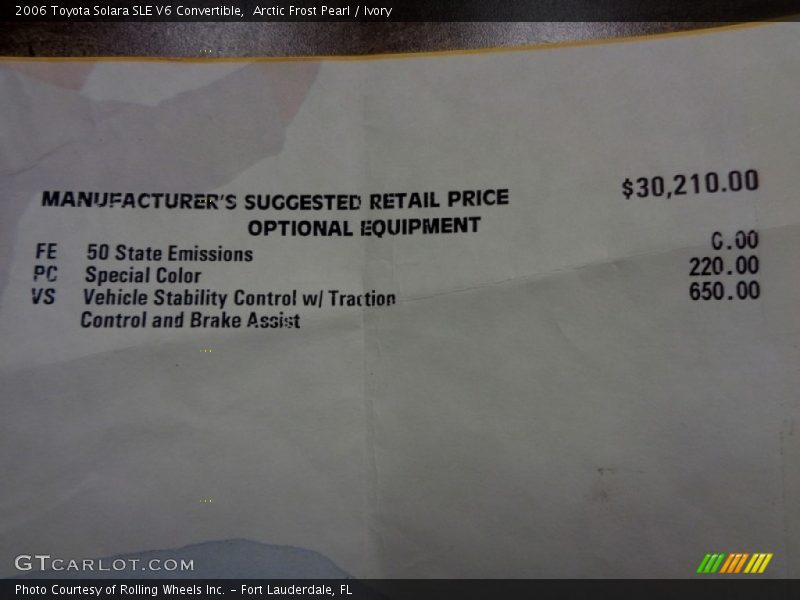 2006 Toyota Solara SLE V6 Convertible,  Arctic Frost Pearl / Ivory
MANUFACTURER'S SUGGESTED RETAIL PRICE $30,210.00
OPTIONAL EQUIPMENT
FE 50 State Emissions 0.00
PC Special Color 220.00
VS Vehicle Stability Control w/ Traction 650.00
Control and Brake Assist
GTCARLOT.COM
Photo Courtesy of Rolling Wheels Inc. – Fort Lauderdale, FL